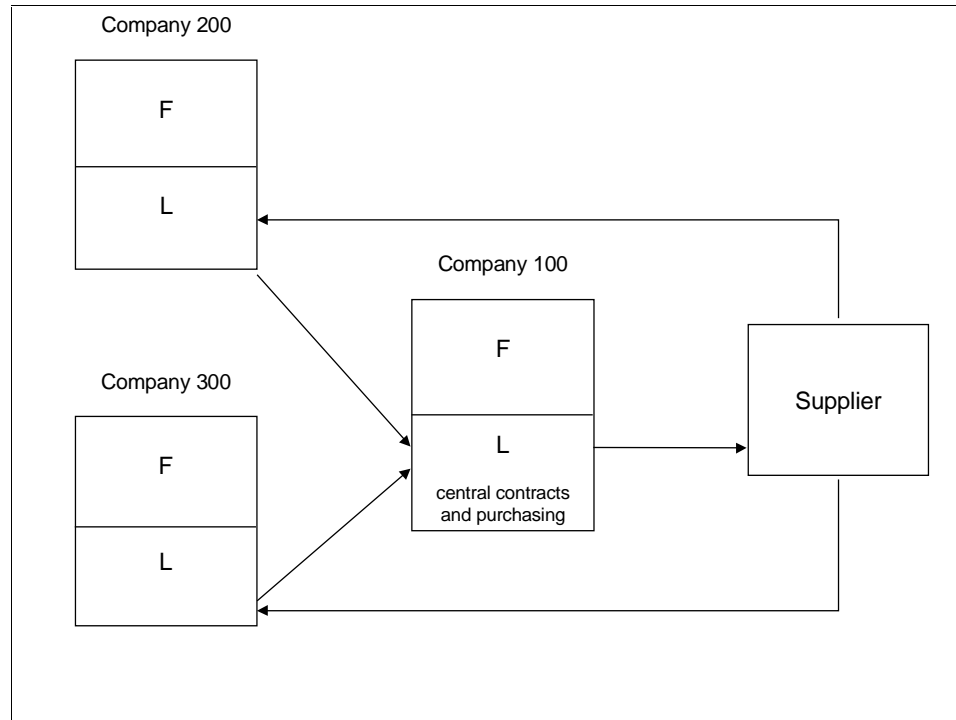 Company 200
F
L
Company 100
F
L
central contracts
and purchasing
Supplier
Company 300
F
L